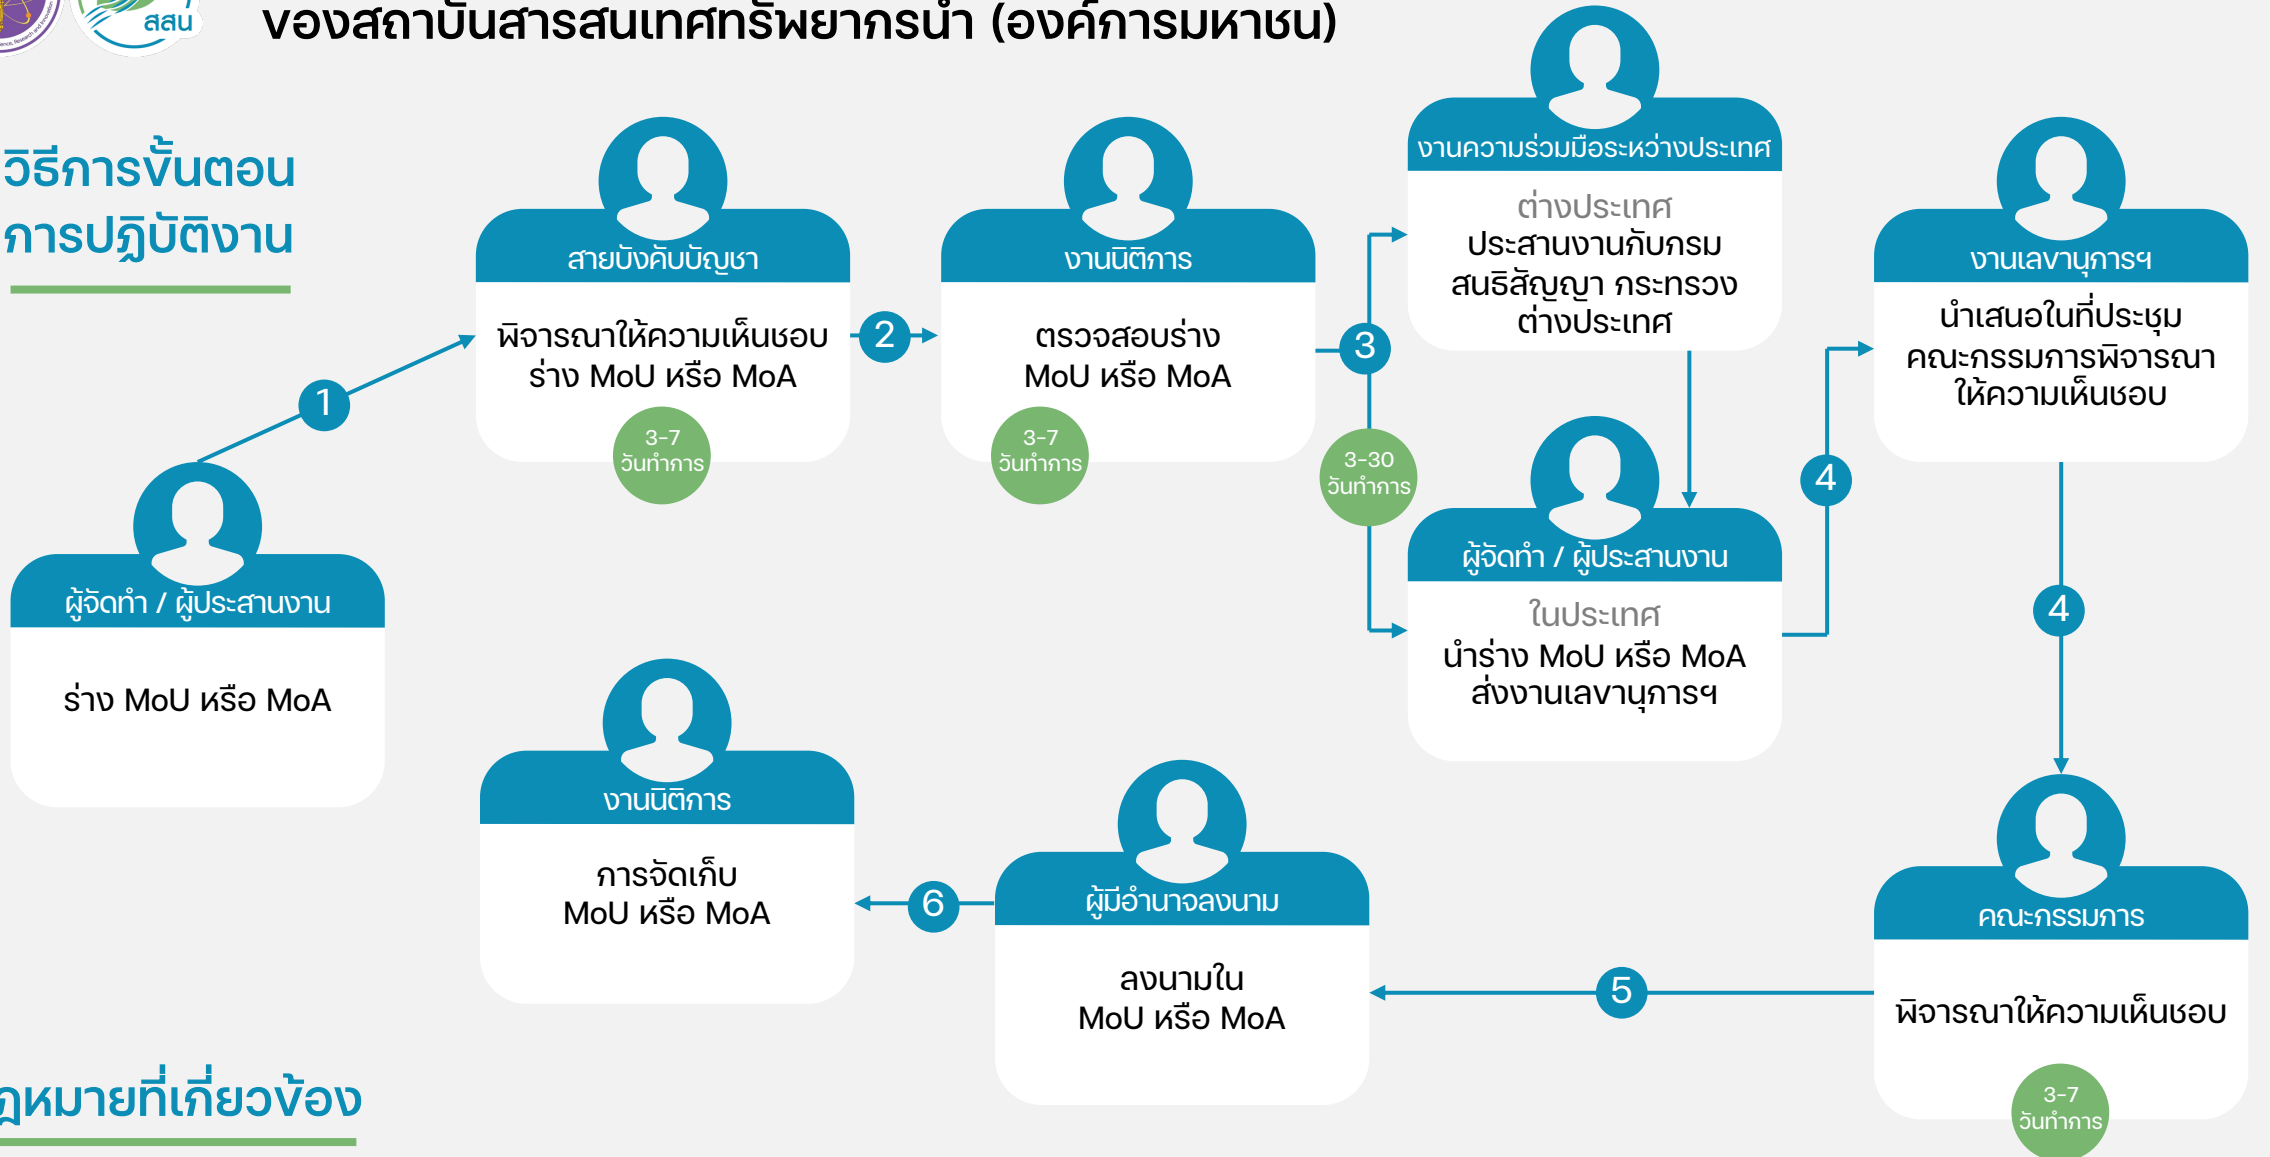 สสน
ของสถาบันสารสนเทศทรัพยากรน้ำ (องค์การมหาชน)
วิธีการขั้นตอน
การปฏิบัติงาน
ผู้จัดทำ / ผู้ประสานงาน
ร่าง MoU หรือ MoA
1
สายบังคับบัญชา
พิจารณาให้ความเห็นชอบ
ร่าง MoU หรือ MoA
3-7
วันทำการ
2
งานนิติการ
ตรวจสอบร่าง
MoU หรือ MoA
3-7
วันทำการ
3
3-30
วันทำการ
งานความร่วมมือระหว่างประเทศ
ต่างประเทศ
ประสานงานกับกรม
สนธิสัญญา กระทรวง
ต่างประเทศ
ผู้จัดทำ / ผู้ประสานงาน
ในประเทศ
นำร่าง MoU หรือ MoA
ส่งงานเลขานุการฯ
4
งานเลขานุการฯ
นำเสนอในที่ประชุม
คณะกรรมการพิจารณา
ให้ความเห็นชอบ
4
คณะกรรมการ
พิจารณาให้ความเห็นชอบ
3-7
วันทำการ
5
ผู้มีอำนาจลงนาม
ลงนามใน
MoU หรือ MoA
6
งานนิติการ
การจัดเก็บ
MoU หรือ MoA
กฎหมายที่เกี่ยวข้อง